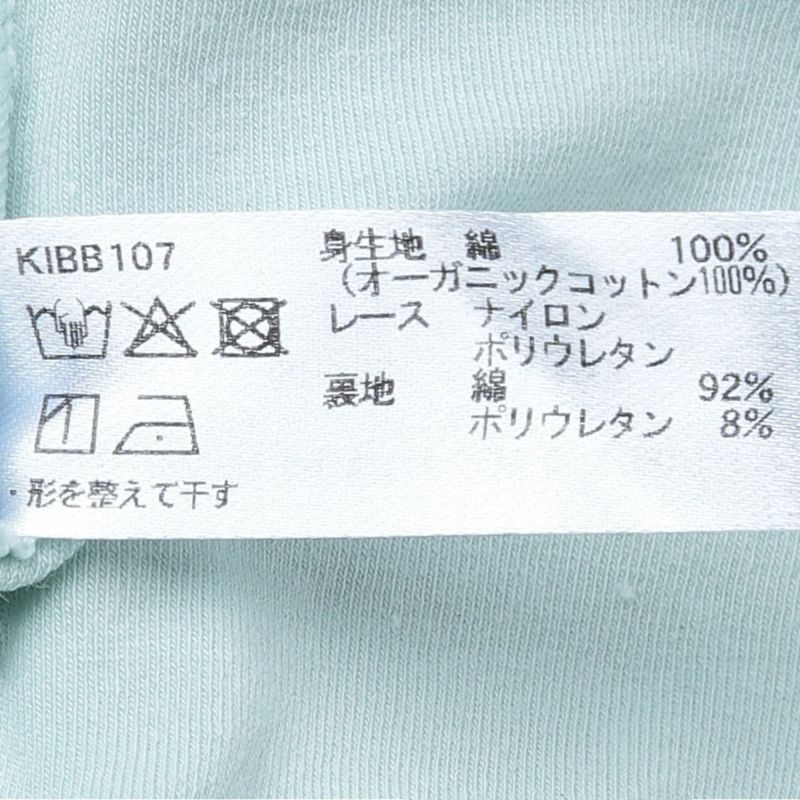 KIBB107
身生地 綿 100%
(オーガニックコットン100%)
レース ナイロン
ポリウレタン
裏地 綿 92%
ポリウレタン 8%
・形を整えて干す